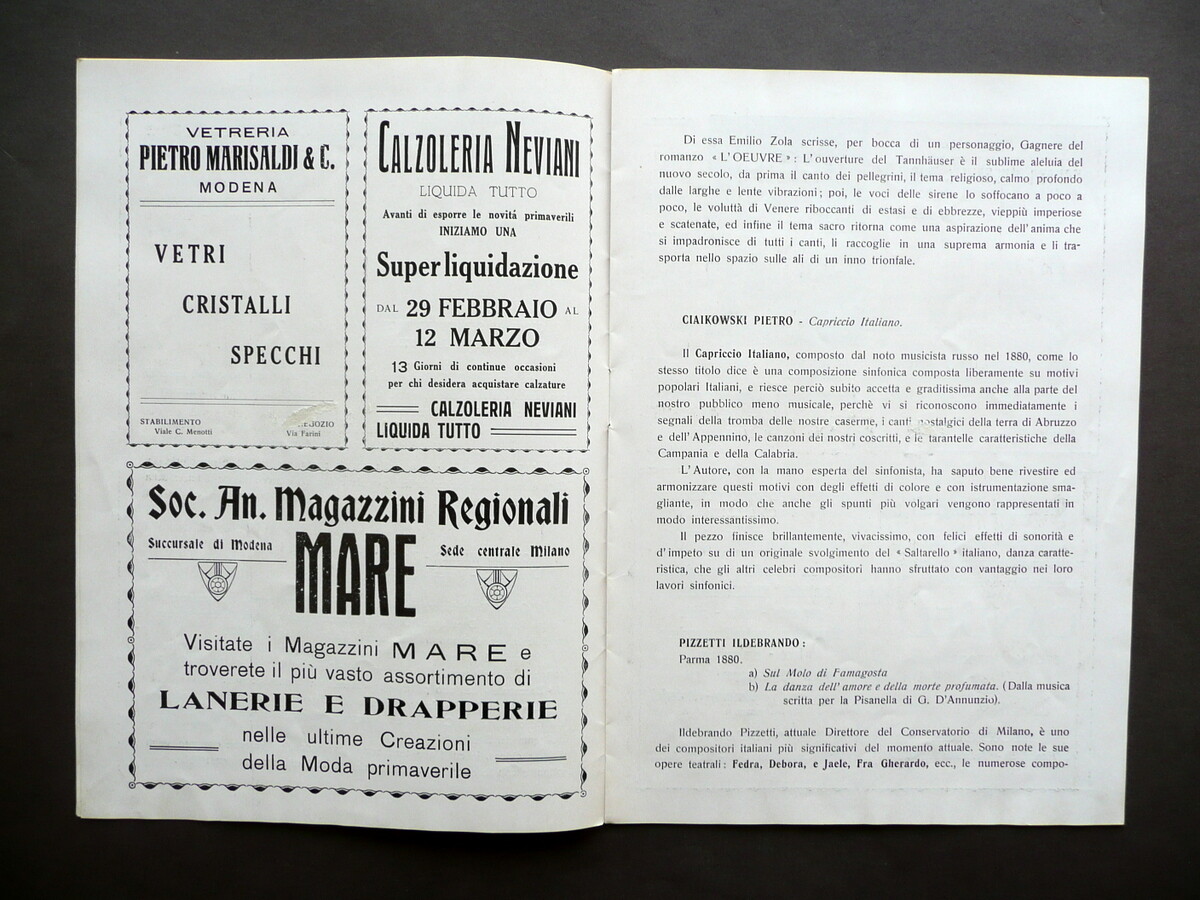 VETRERIA
PIETRO MARISALDI & C.
MODENA
VETRI
CRISTALLI
SPECCHI
STABILIMENTO
Viale C. Menotti
Via Farini
CALZOLERIA NEVIANI
LIQUIDA TUTTO
Avanti di esporre le novitá primaverili
INIZIAMO UNA
Super liquidazione
DAL 29 FEBBRAIO AL
12 MARZO
13 Giorni di continue occasioni
per chi desidera acquistare calzature
CALZOLERIA NEVIANI
LIQUIDA TUTTO
Soc. An. Magazzini Regionali
Succursale di Modena
MARE
Sede centrale Milano
Visitate i Magazzini MARE e
troverete il più vasto assortimento di
LANERIE E DRAPPERIE
nelle ultime Creazioni
della Moda primaverile
Di essa Emilio Zola scrisse, per bocca di un personaggio, Gagnere del
romanzo « L'OEUVRE » : L'ouverture del Tannhäuser è il sublime aleluia del
nuovo secolo, da prima il canto dei pellegrini, il tema religioso, calmo profondo
dalle larghe e lente vibrazioni ; poi, le voci delle sirene lo soffocano a poco a
poco, le voluttà di Venere riboccanti di estasi e di ebbrezze, vieppiù imperiose
e scatenate, ed infine il tema sacro ritorna come una aspirazione dell'anima che
si impadronisce di tutti i canti, li raccoglie in una suprema armonia e li tra-
sporta nello spazio sulle ali di un inno trionfale.
CIAIKOWSKI PIETRO - Capriccio Italiano.
Il Capriccio Italiano, composto dal noto musicista russo nel 1880, come lo
stesso titolo dice è una composizione sinfonica composta liberamente su motivi
popolari Italiani, e riesce perciò subito accetta e graditissima anche alla parte del
nostro pubblico meno musicale, perchè vi si riconoscono immediatamente i
segnali della tromba delle nostre caserme, i canti nostalgici della terra di Abruzzo
e dell'Appennino, le canzoni dei nostri coscritti, e le tarantelle caratteristiche della
Campania e della Calabria.
L'Autore, con la mano esperta del sinfonista, ha saputo bene rivestire ed
armonizzare questi motivi con degli effetti di colore e con istrumentazione sma-
gliante, in modo che anche gli spunti più volgari vengono rappresentati in
modo interessantissimo.
Il pezzo finisce brillantemente, vivacissimo, con felici effetti di sonorità e
d'impeto su di un originale svolgimento del « Saltarello » italiano, danza caratte-
ristica, che gli altri celebri compositori hanno sfruttato con vantaggio nei loro
lavori sinfonici.
PIZZETTI ILDEBRANDO :
Parma 1880.
a) Sul Molo di Famagosta
b) La danza dell'amore e della morte profumata. (Dalla musica
scritta per la Pisanella di G. D'Annunzio).
Ildebrando Pizzetti, attuale Direttore del Conservatorio di Milano, è uno
dei compositori italiani più significativi del momento attuale. Sono note le sue
opere teatrali : Fedra, Debora, e Jaele, Fra Gherardo, ecc., le numerose compo-